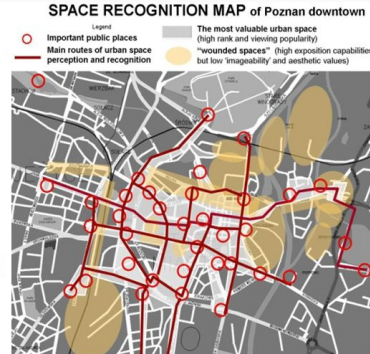 SPACE RECOGNITION MAP of Poznan downtown
Legend
Important public places
Main routes of urban space
perception and recognition
The most valuable urban space
(high rank and viewing popularity)
“wounded spaces” (high exposition capabilities
but low 'imageability' and aesthetic values)